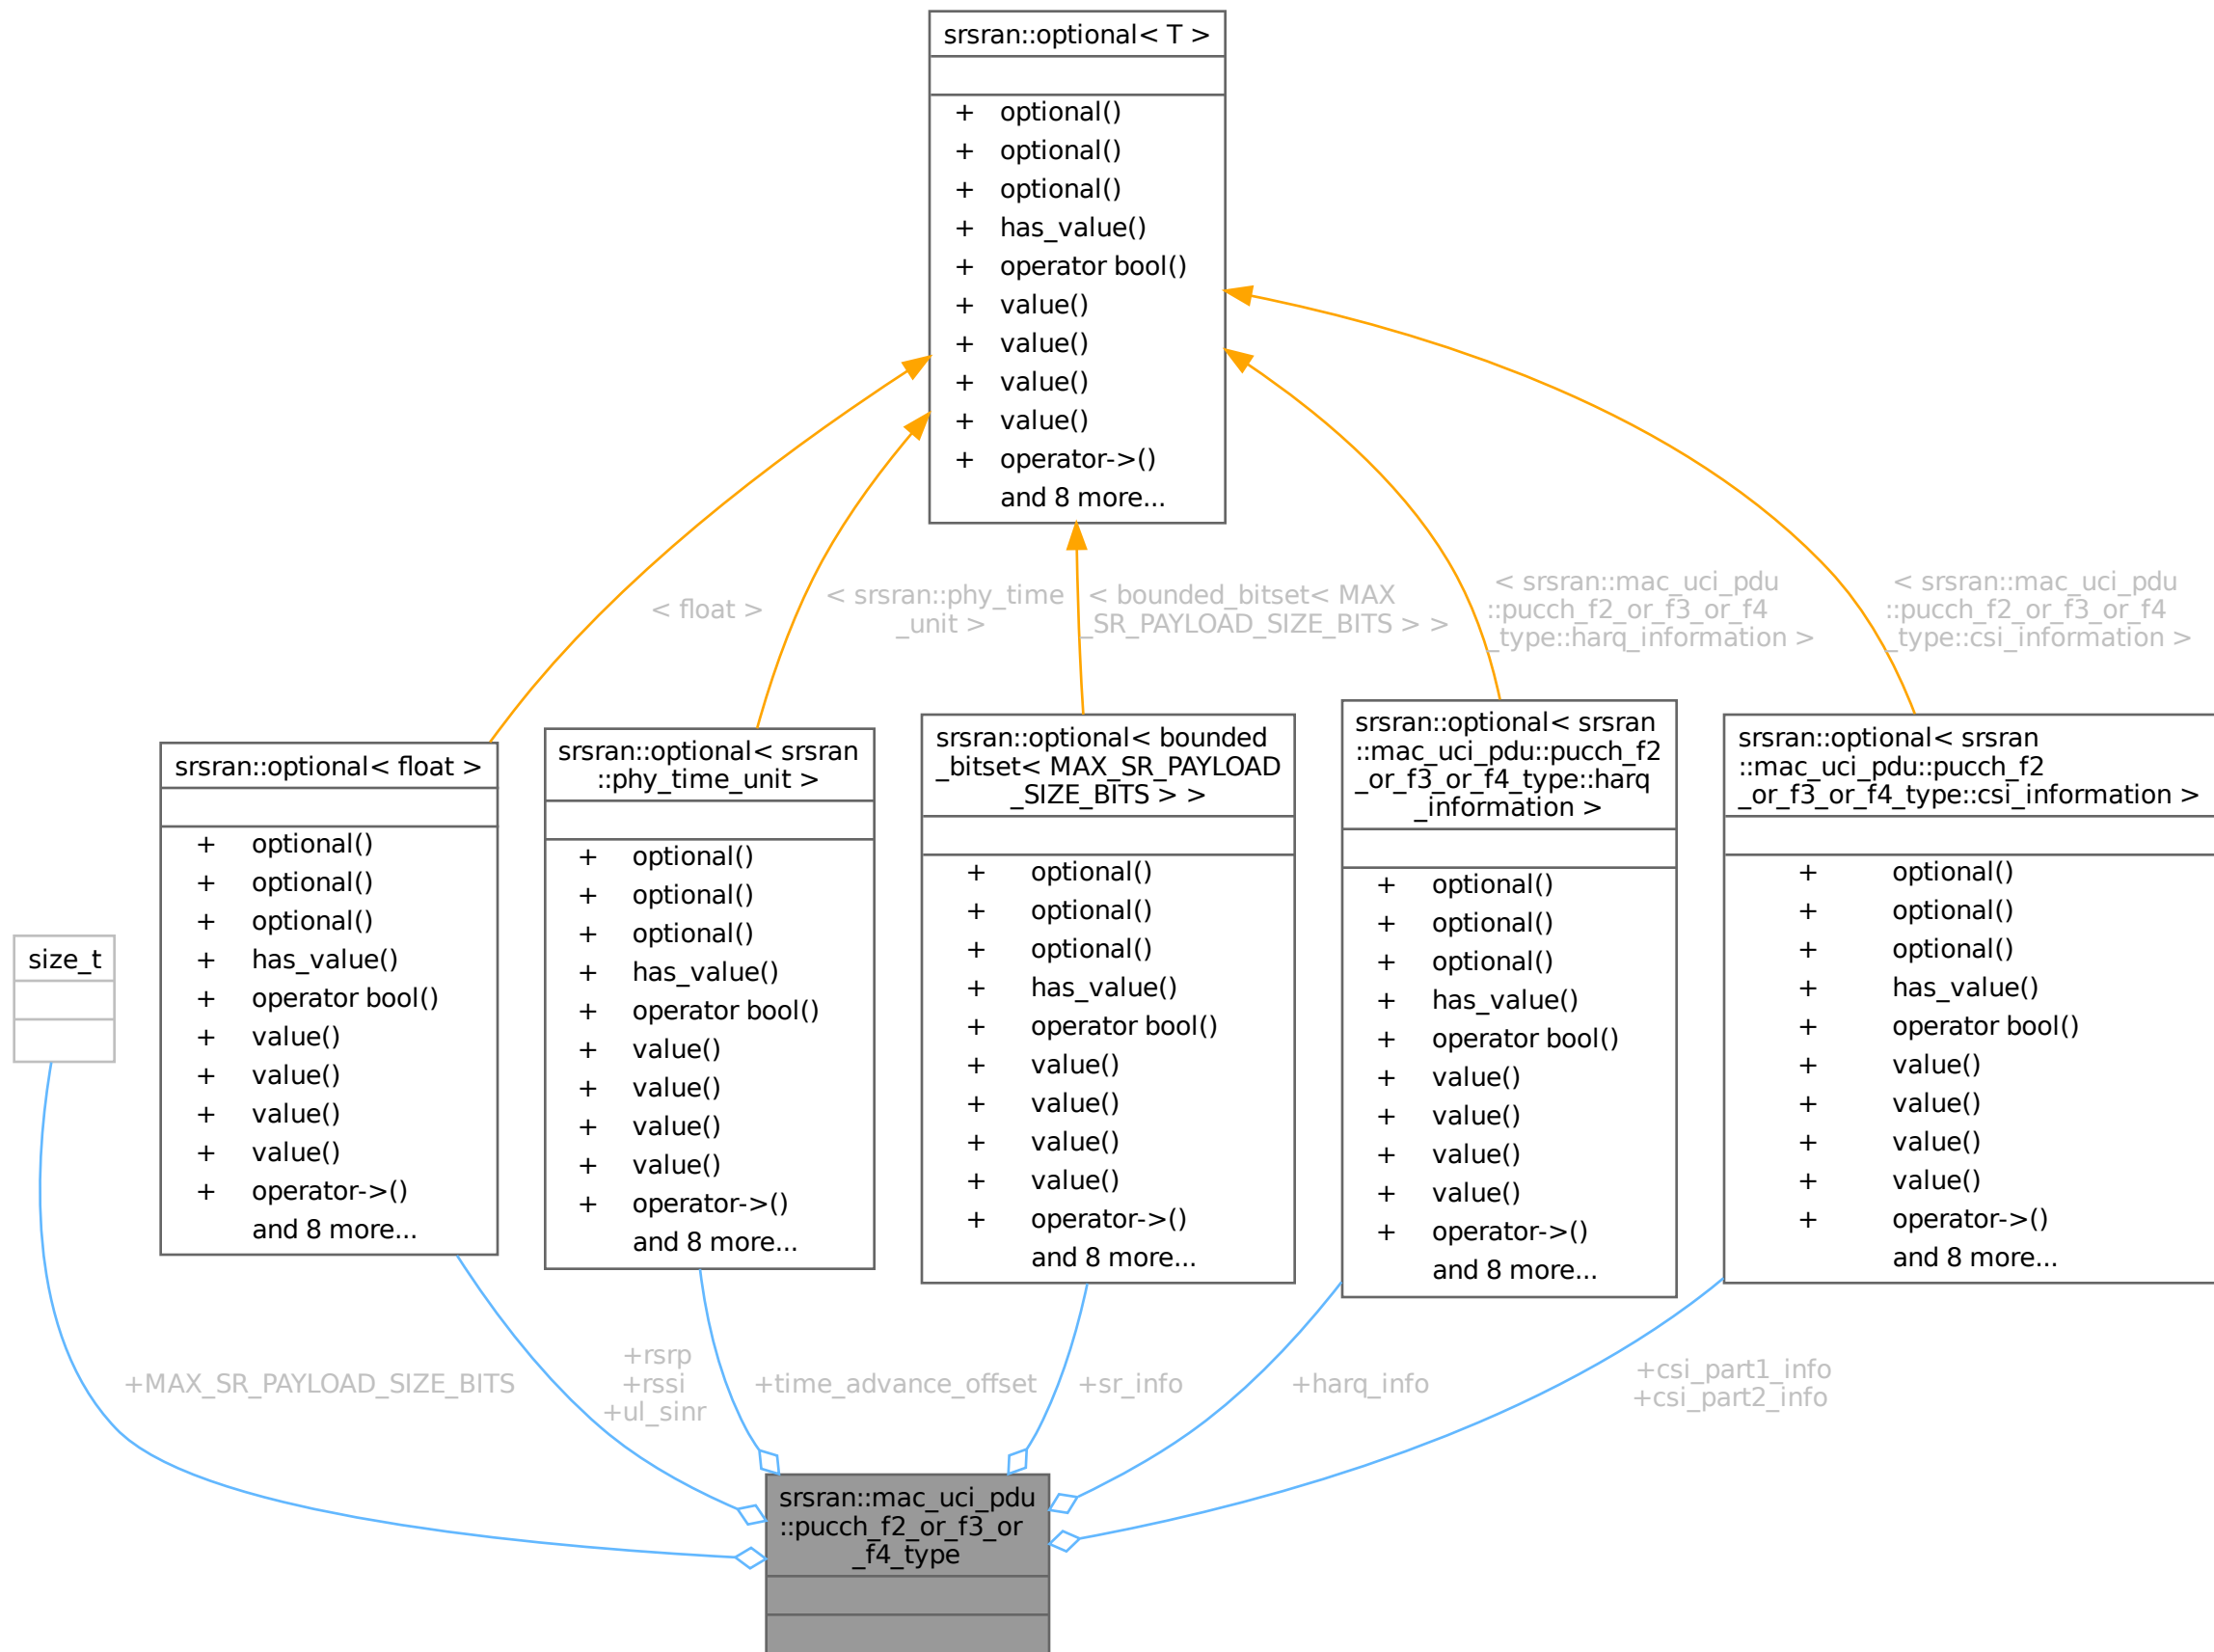 srsran::optional< T >
+ optional()
+ optional()
+ optional()
+ has_value()
+ operator bool()
+ value()
+ value()
+ value()
+ value()
+ operator->()
and 8 more...
< float >
< srsran::phy_time
_unit >
< bounded_bitset< MAX
_SR_PAYLOAD_SIZE_BITS > >
< srsran::mac_uci_pdu
::pucch_f2_or_f3_or_f4
_type::harq_information >
< srsran::mac_uci_pdu
::pucch_f2_or_f3_or_f4
_type::csi_information >
size_t
srsran::optional< float >
+ optional()
+ optional()
+ optional()
+ has_value()
+ operator bool()
+ value()
+ value()
+ value()
+ value()
+ operator->()
and 8 more...
srsran::optional< srsran
::phy_time_unit >
+ optional()
+ optional()
+ optional()
+ has_value()
+ operator bool()
+ value()
+ value()
+ value()
+ value()
+ operator->()
and 8 more...
srsran::optional< bounded
_bitset< MAX_SR_PAYLOAD
_SIZE_BITS > >
+ optional()
+ optional()
+ optional()
+ has_value()
+ operator bool()
+ value()
+ value()
+ value()
+ value()
+ operator->()
and 8 more...
srsran::optional< srsran
::mac_uci_pdu::pucch_f2
_or_f3_or_f4_type::harq
_information >
+ optional()
+ optional()
+ optional()
+ has_value()
+ operator bool()
+ value()
+ value()
+ value()
+ value()
+ operator->()
and 8 more...
srsran::optional< srsran
::mac_uci_pdu::pucch_f2
_or_f3_or_f4_type::csi_information >
+ optional()
+ optional()
+ optional()
+ has_value()
+ operator bool()
+ value()
+ value()
+ value()
+ value()
+ operator->()
and 8 more...
+MAX_SR_PAYLOAD_SIZE_BITS
+rsrp
+rssi
+ul_sinr
+time_advance_offset
+sr_info
+harq_info
+csi_part1_info
+csi_part2_info
srsran::mac_uci_pdu
::pucch_f2_or_f3_or
_f4_type